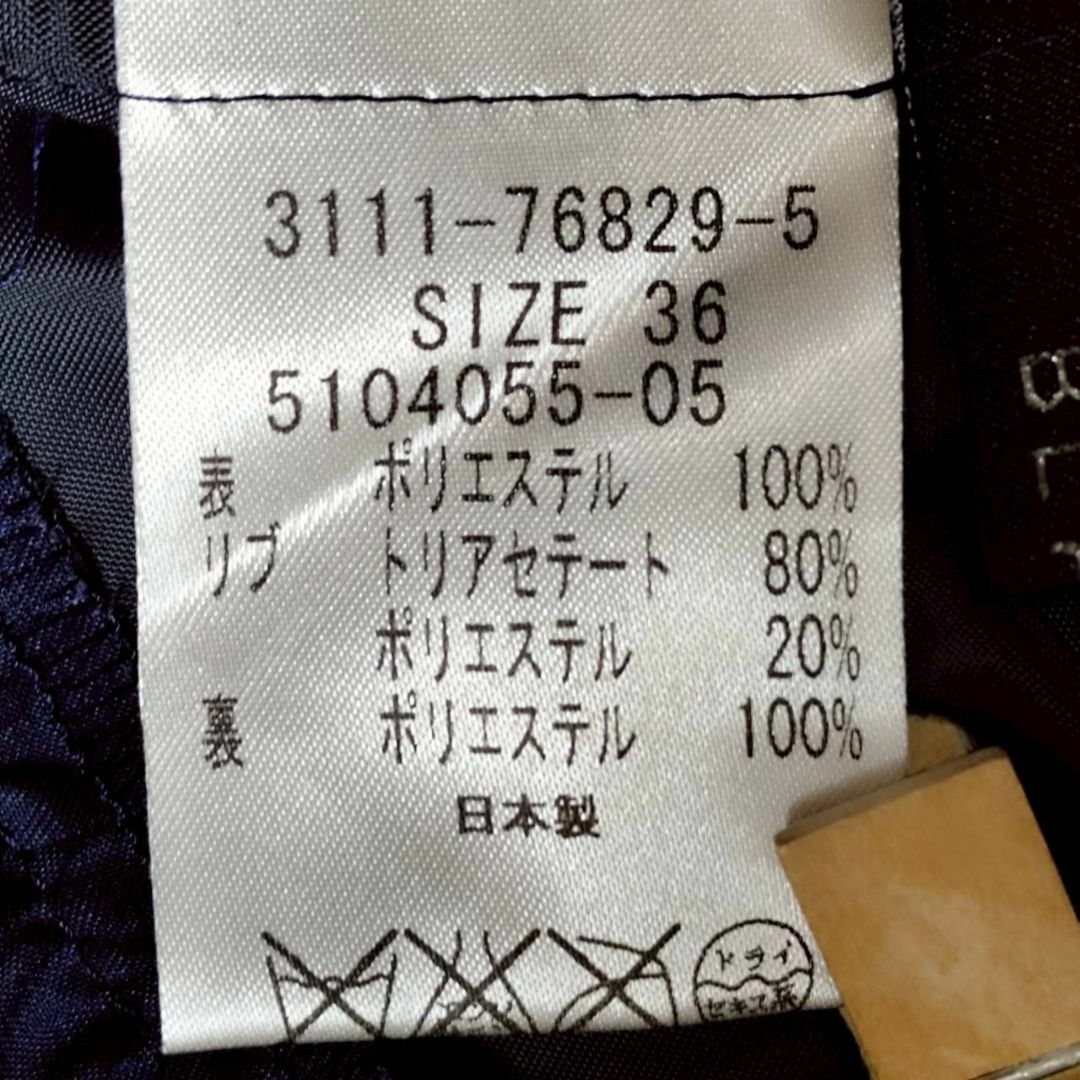 3111-76829-5
SIZE 36
5104055-05
表 ポリエステル 100%
リブ トリアセテート 80%
ポリエステル 20%
裏 ポリエステル 100%
日本製
ドライ
セキユ系